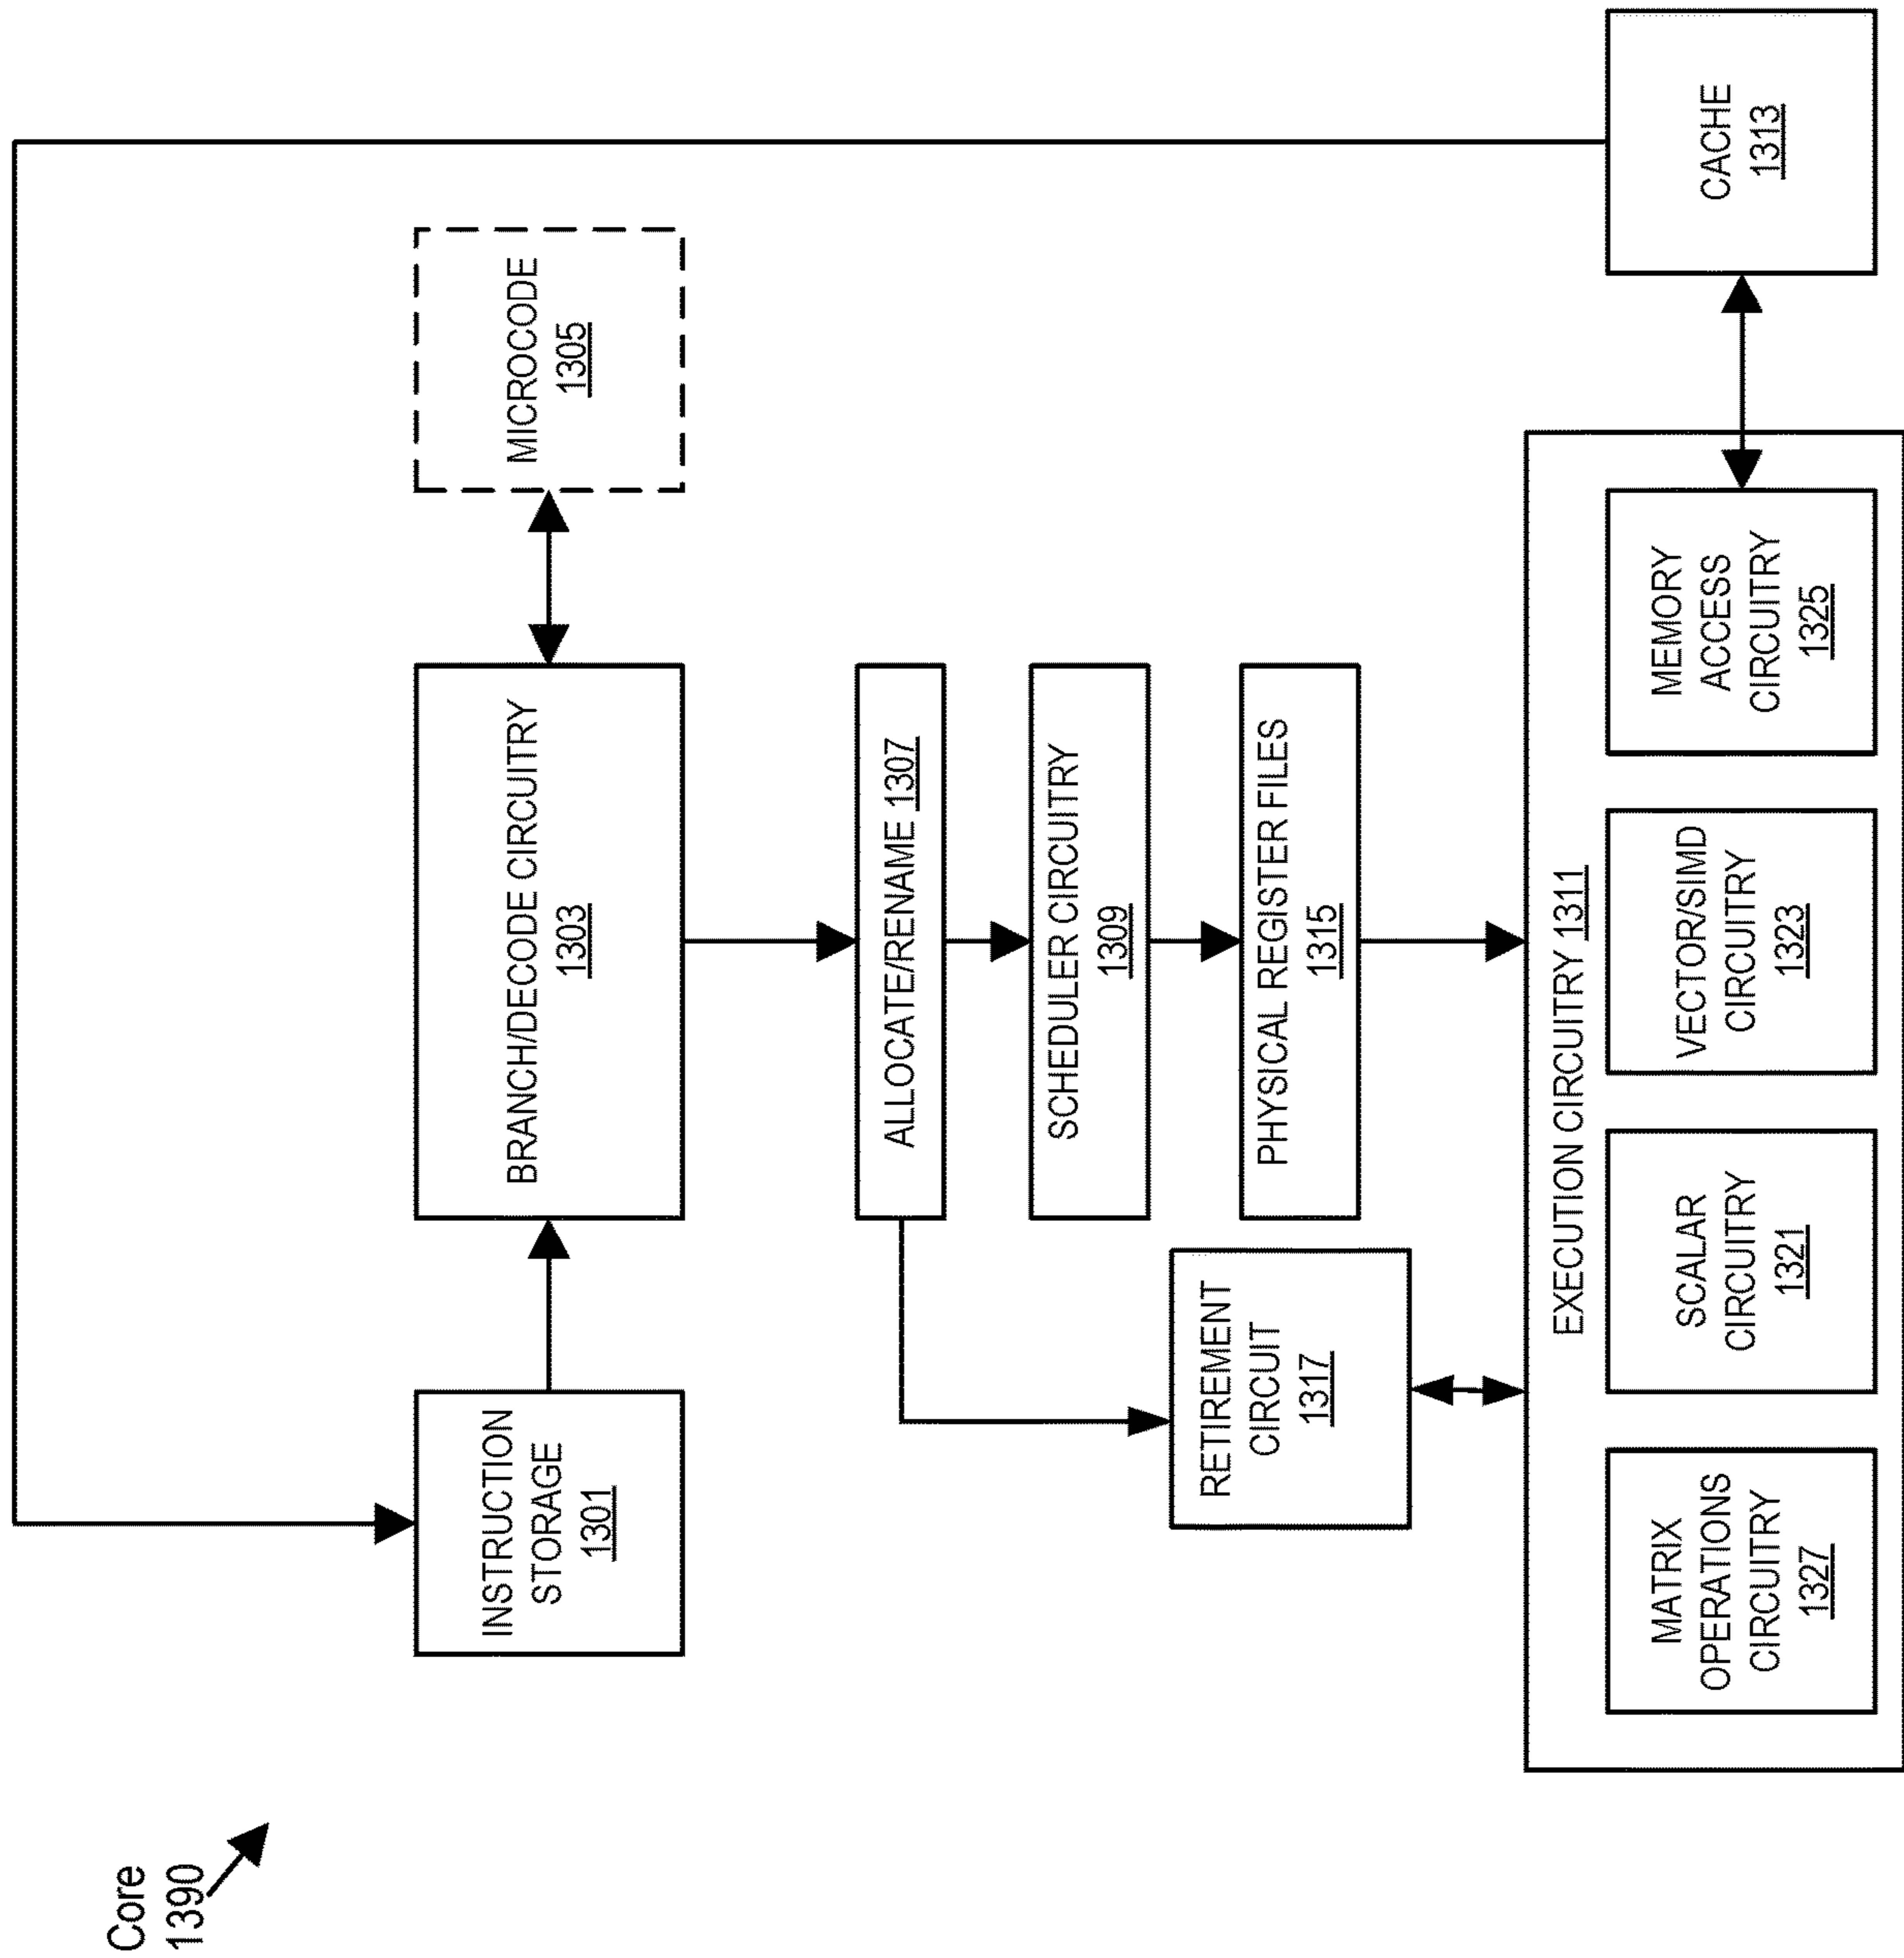 Core
1390
INSTRUCTION
STORAGE
1301
BRANCH/DECODE CIRCUITRY
1303
MICROCODE
1305
ALLOCATE/RENAME 1307
SCHEDULER CIRCUITRY
1309
PHYSICAL REGISTER FILES
1315
RETIREMENT
CIRCUIT
1317
EXECUTION CIRCUITRY 1311
MATRIX
OPERATIONS
CIRCUITRY
1327
SCALAR
CIRCUITRY
1321
VECTOR/SIMD
CIRCUITRY
1323
MEMORY
ACCESS
CIRCUITRY
1325
CACHE
1313